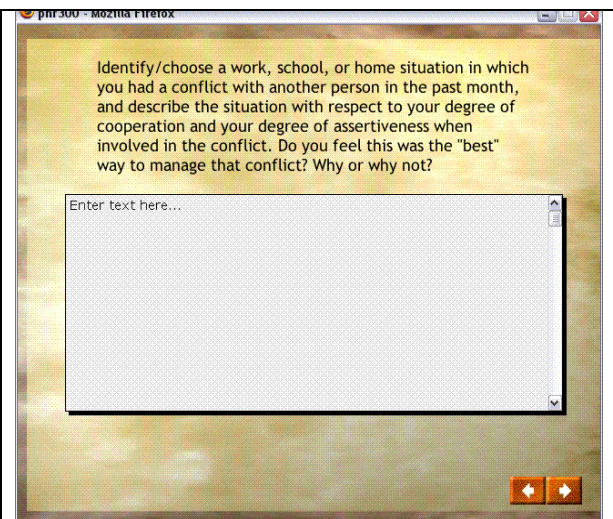 phr300 - Mozilla Firefox
Identify/choose a work, school, or home situation in which
you had a conflict with another person in the past month,
and describe the situation with respect to your degree of
cooperation and your degree of assertiveness when
involved in the conflict. Do you feel this was the "best"
way to manage that conflict? Why or why not?
Enter text here...